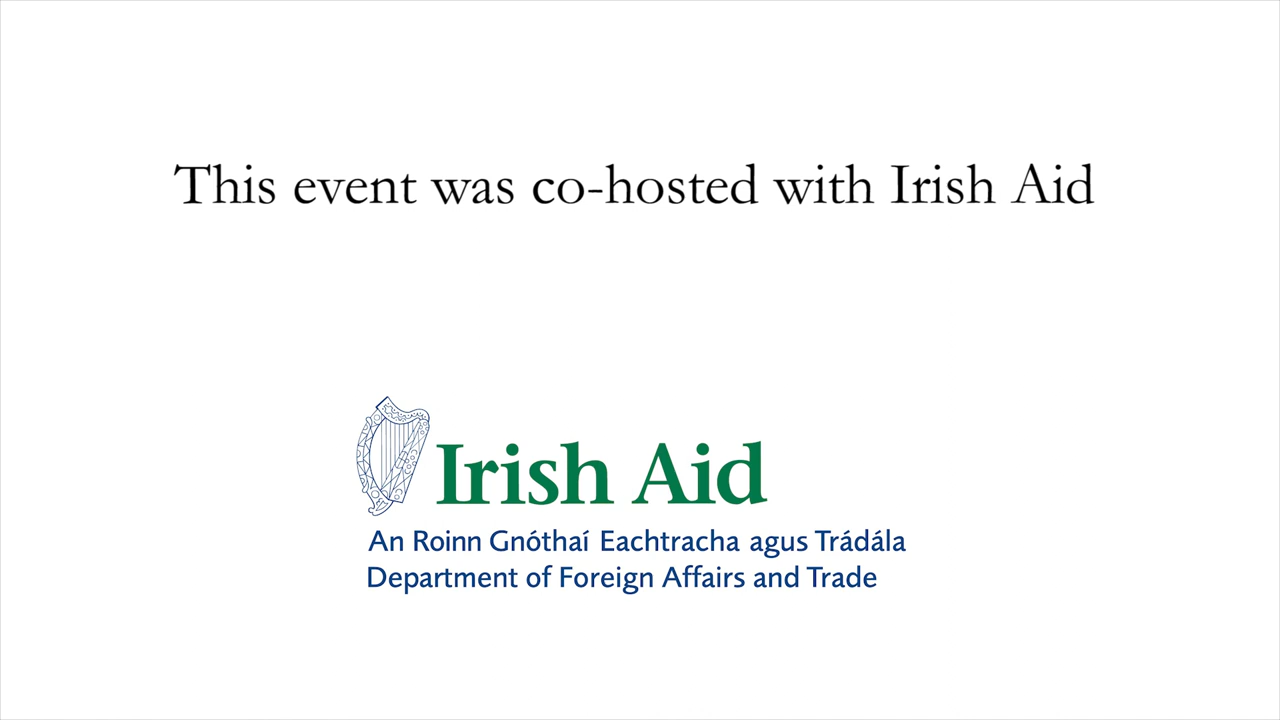 This event was co-hosted with Irish Aid
Irish Aid
An Roinn Gnóthaí Eachtracha agus Trádála
Department of Foreign Affairs and Trade